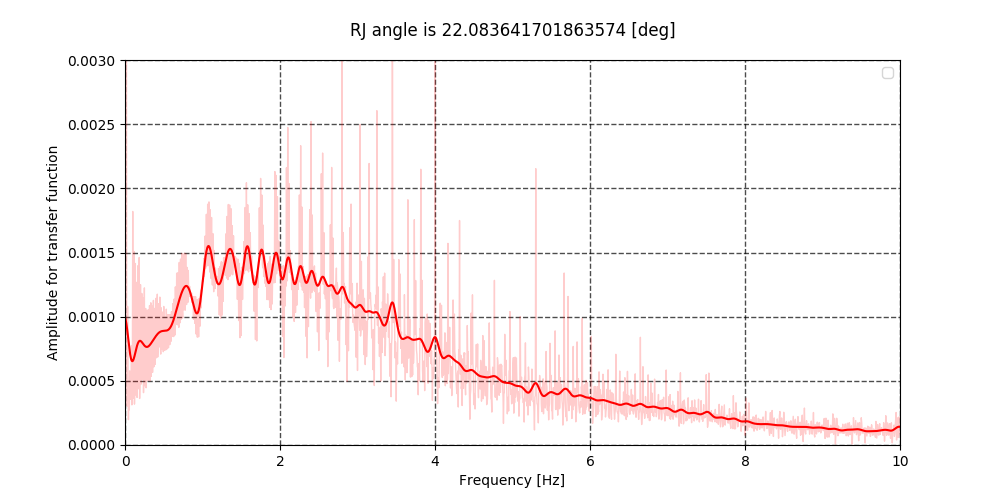 RJ angle is 22.083641701863574 [deg]
0.0030
0.0025
0.0020
0.0015
0.0010
0.0005
0.0000
Amplitude for transfer function
0 2 4 6 8 10
Frequency [Hz]